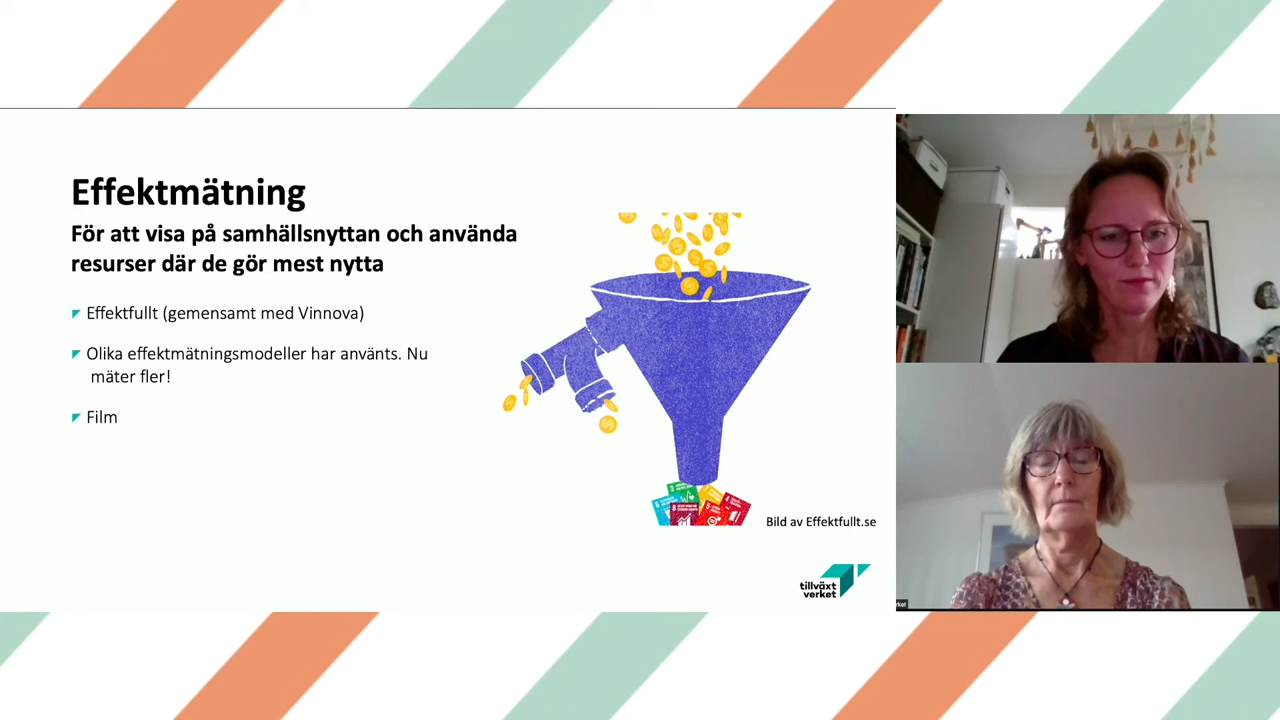 Effektmätning
För att visa på samhällsnyttan och använda
resurser där de gör mest nytta
Effektfullt (gemensamt med Vinnova)
Olika effektmätningsmodeller har använts. Nu
mäter fler!
Film
Bild av Effektfullt.se
tillväxt
verket